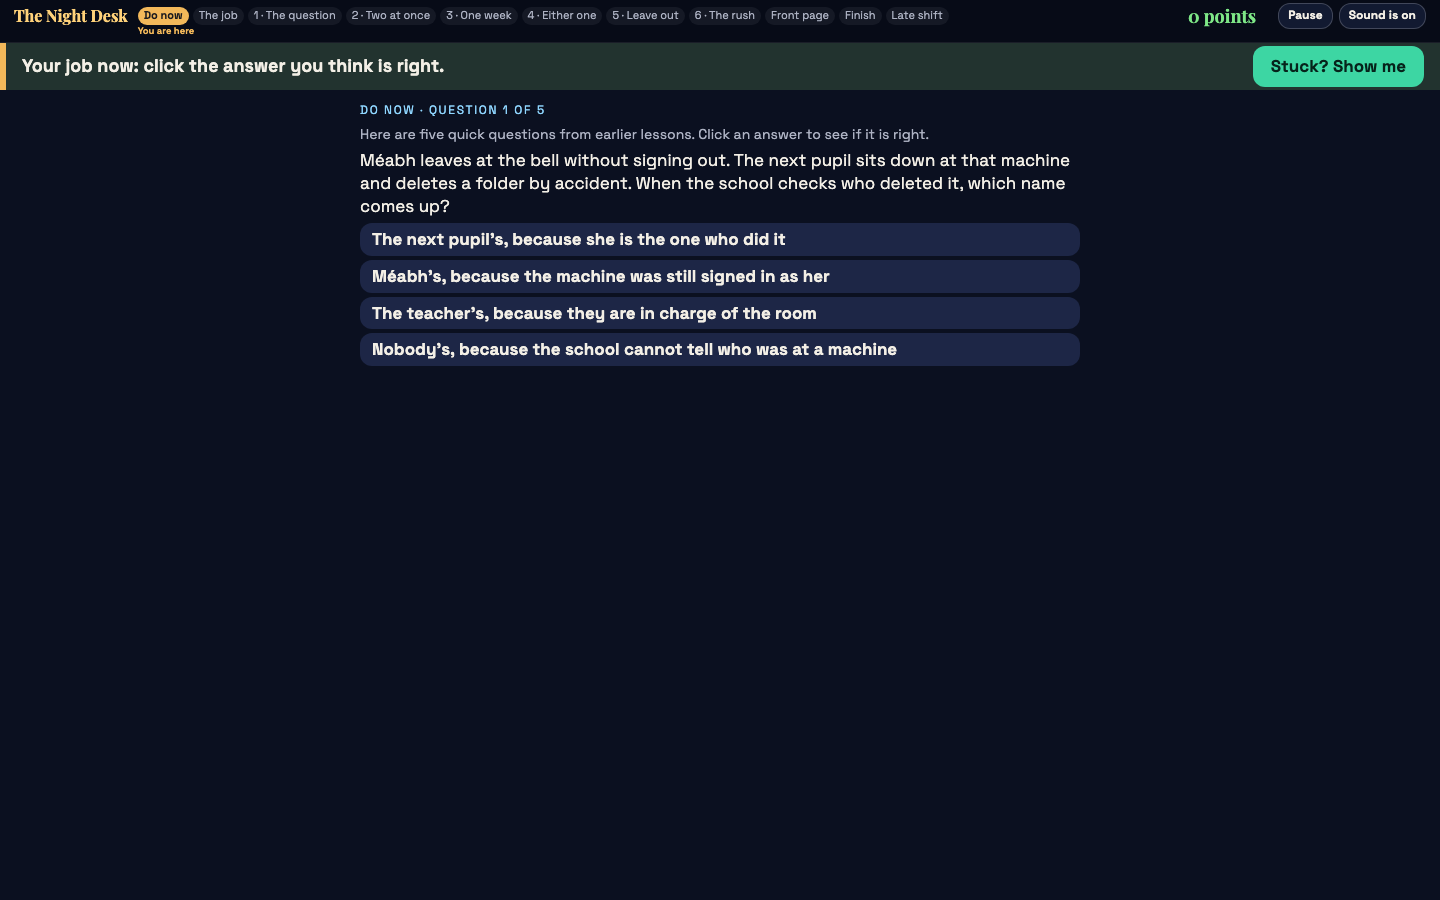 The Night Desk
Do now
The job
1 · The question
2 · Two at once
3 · One week
4 · Either one
5 · Leave out
6 · The rush
Front page
Finish
Late shift
0 points
Pause
Sound is on
You are here
Your job now: click the answer you think is right.
Stuck? Show me
DO NOW · QUESTION 1 OF 5
Here are five quick questions from earlier lessons. Click an answer to see if it is right.
Méabh leaves at the bell without signing out. The next pupil sits down at that machine
and deletes a folder by accident. When the school checks who deleted it, which name
comes up?
The next pupil’s, because she is the one who did it
Méabh’s, because the machine was still signed in as her
The teacher’s, because they are in charge of the room
Nobody’s, because the school cannot tell who was at a machine